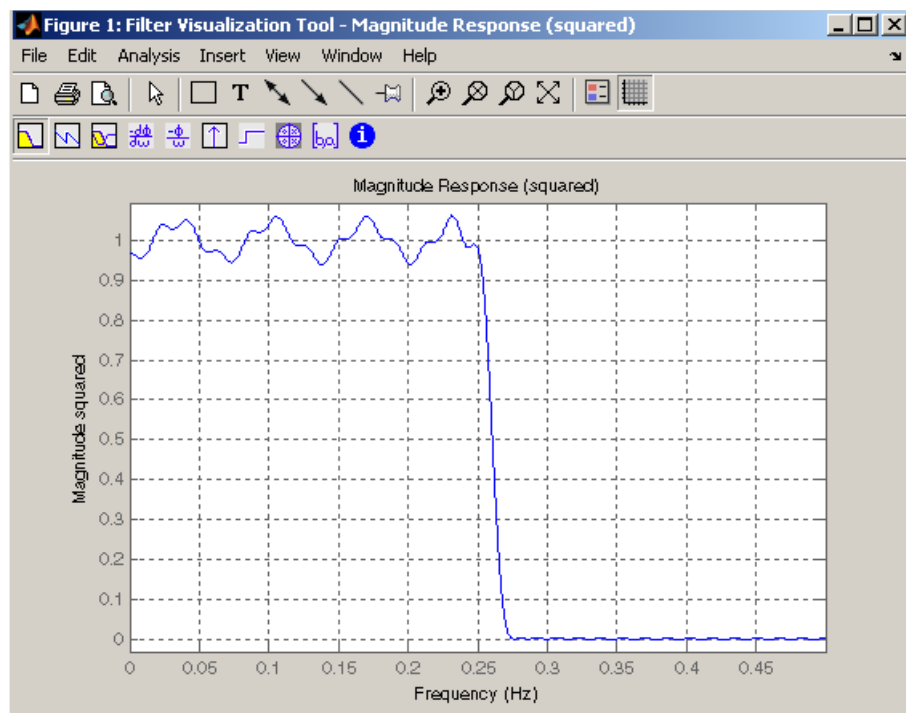 Figure 1: Filter Visualization Tool - Magnitude Response (squared)
File Edit Analysis Insert View Window Help
T
Magnitude Response (squared)
1
0.9
0.8
0.7
0.6
0.5
0.4
0.3
0.2
0.1
0
Magnitude squared
0 0.05 0.1 0.15 0.2 0.25 0.3 0.35 0.4 0.45
Frequency (Hz)